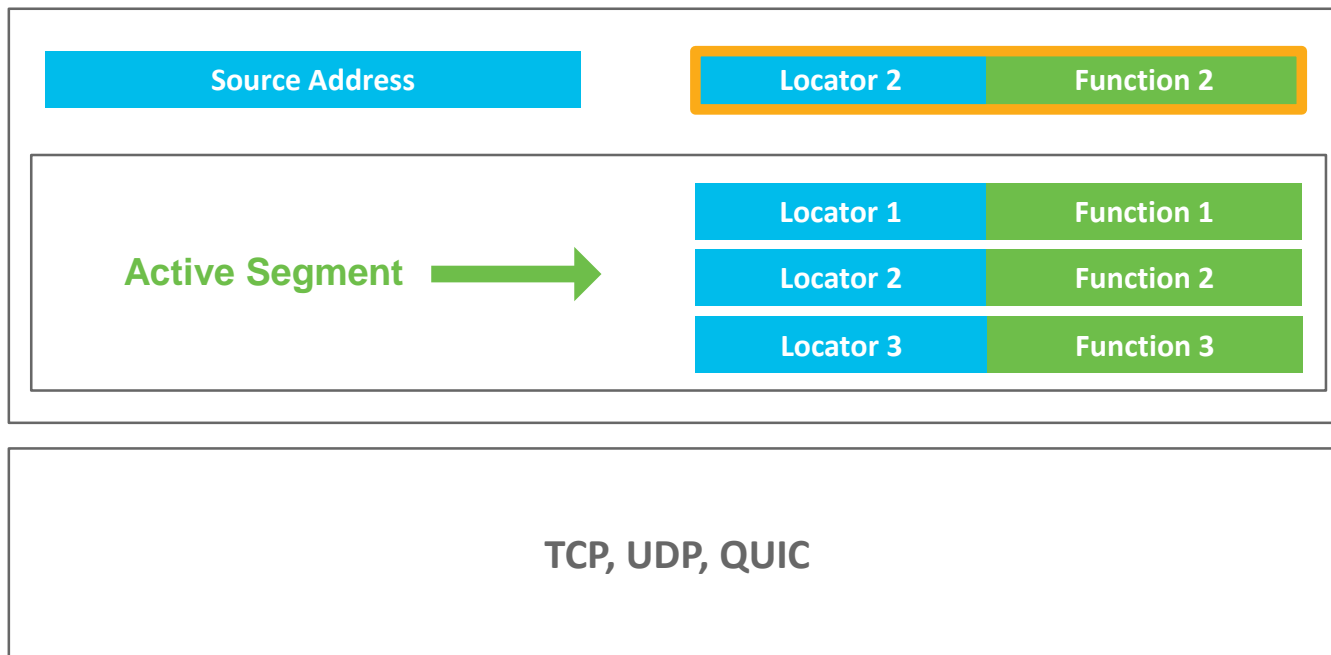 Source Address Locator 2 Function 2
Locator 1 Function 1
Active Segment Locator 2 Function 2
Locator 3 Function 3
TCP, UDP, QUIC